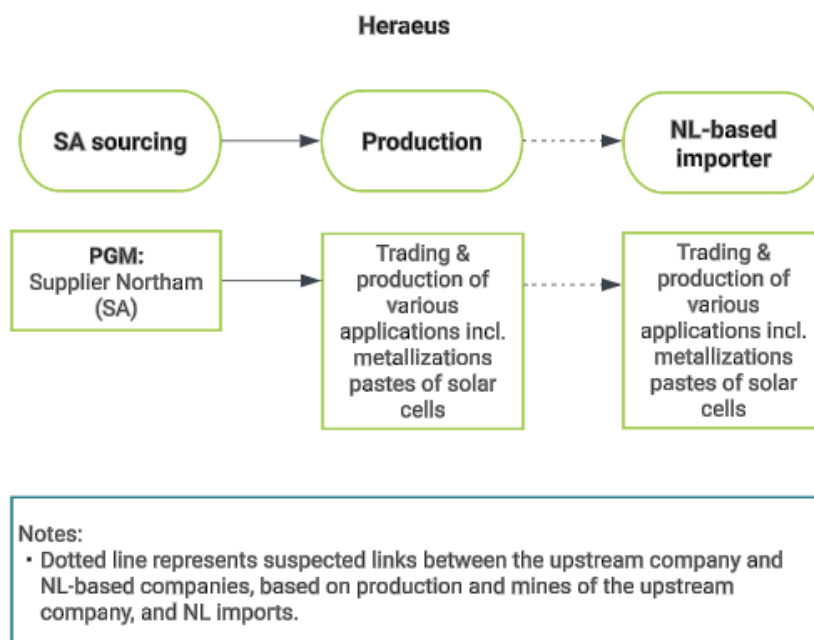 Heraeus
SA sourcing
Production
NL-based
importer
PGM:
Supplier Northam
(SA)
Trading &
production of
various
applications incl.
metallizations
pastes of solar
cells
Trading &
production of
various
applications incl.
metallizations
pastes of solar
cells
Notes:
• Dotted line represents suspected links between the upstream company and
NL-based companies, based on production and mines of the upstream
company, and NL imports.